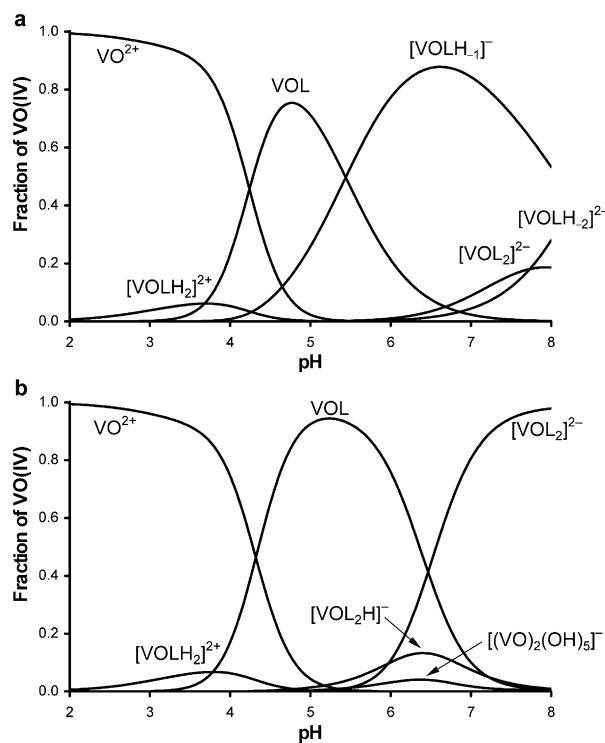 a
VO²⁺
VOL
[VOLH₋₁]⁻
[VOLH₂]²⁺
[VOL₂]²⁻
[VOLH₋₂]²⁻
Fraction of VO(IV)
1.0
0.8
0.6
0.4
0.2
0.0
2 3 4 5 6 7 8
pH
b
VO²⁺
VOL
[VOL₂]²⁻
[VOLH₂]²⁺
[VOL₂H]⁻
[(VO)₂(OH)₅]⁻
Fraction of VO(IV)
1.0
0.8
0.6
0.4
0.2
0.0
2 3 4 5 6 7 8
pH